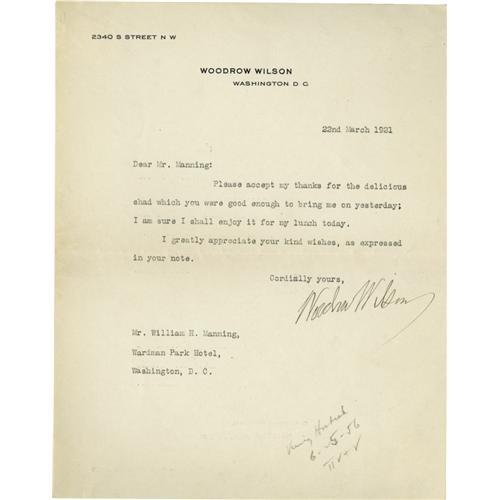 2340 S STREET N W
WOODROW WILSON
WASHINGTON D C
22nd March 1921
Dear Mr. Manning:
Please accept my thanks for the delicious
shad which you were good enough to bring me on yesterday;
I am sure I shall enjoy it for my lunch today.
I greatly appreciate your kind wishes, as expressed
in your note.
Cordially yours,
Woodrow Wilson
Mr. William H. Manning,
Wardman Park Hotel,
Washington, D. C.
6-5-56